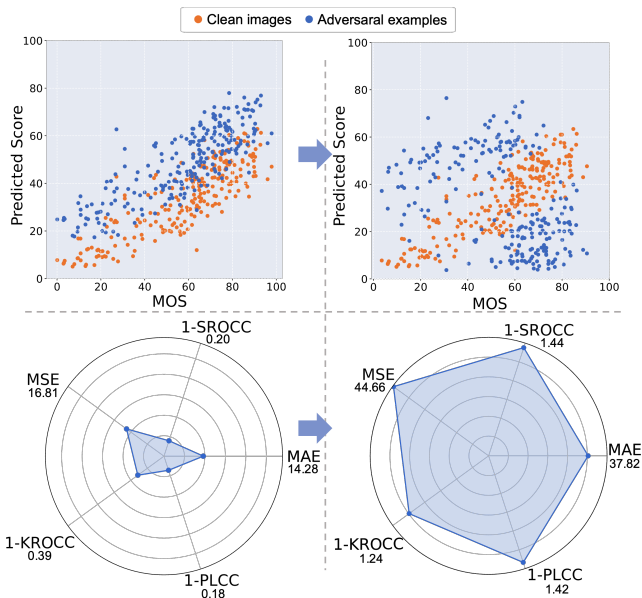 Clean images
Adversaral examples
100
80
60
40
20
0
Predicted Score
0
20
40
60
80
100
MOS
100
80
60
40
20
0
Predicted Score
0
20
40
60
80
100
MOS
1-SROCC
0.20
MSE
16.81
MAE
14.28
1-KROCC
0.39
1-PLCC
0.18
1-SROCC
1.44
MSE
44.66
MAE
37.82
1-KROCC
1.24
1-PLCC
1.42